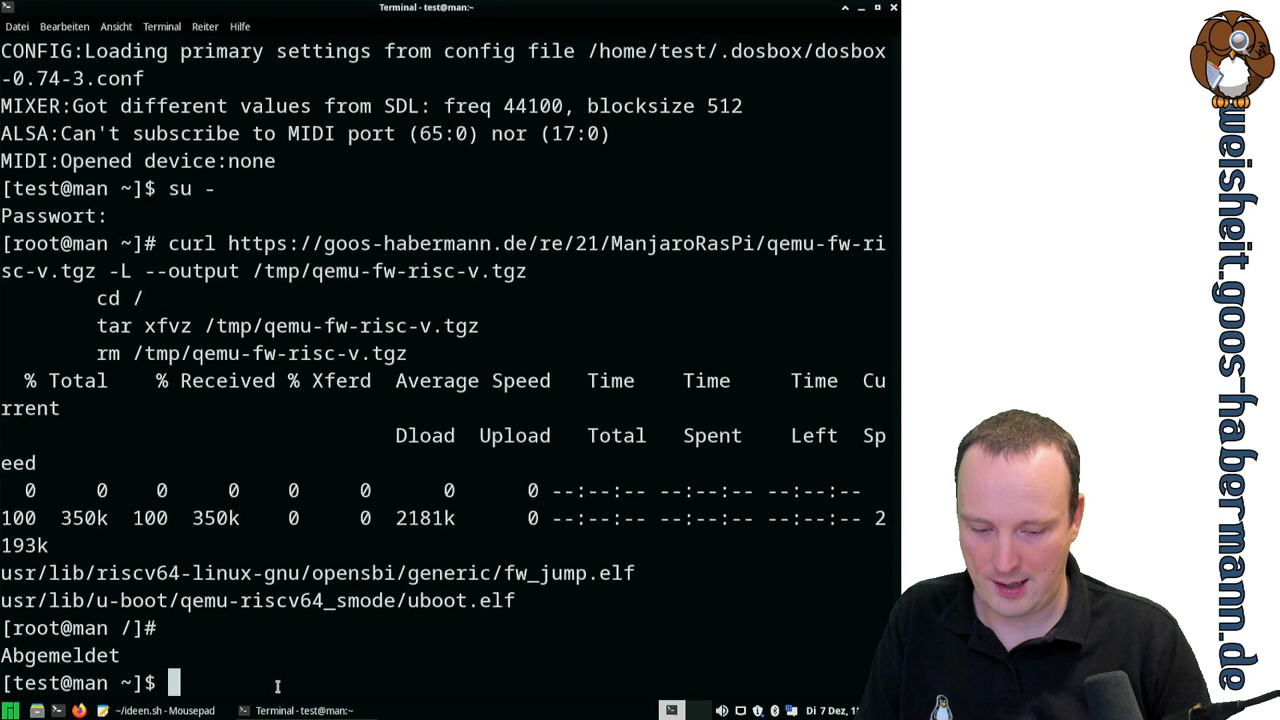 Terminal - test@man:~
Datei Bearbeiten Ansicht Terminal Reiter Hilfe
CONFIG:Loading primary settings from config file /home/test/.dosbox/dosbox
-0.74-3.conf
MIXER:Got different values from SDL: freq 44100, blocksize 512
ALSA:Can't subscribe to MIDI port (65:0) nor (17:0)
MIDI:Opened device:none
[test@man ~]$ su -
Passwort:
[root@man ~]# curl https://goos-habermann.de/re/21/ManjaroRasPi/qemu-fw-ri
sc-v.tgz -L --output /tmp/qemu-fw-risc-v.tgz
cd /
tar xfvz /tmp/qemu-fw-risc-v.tgz
rm /tmp/qemu-fw-risc-v.tgz
% Total % Received % Xferd Average Speed Time Time Time Cu
rrent
Dload Upload Total Spent Left Sp
eed
0 0 0 0 0 0 0 0 --:--:-- --:--:-- --:--:--
100 350k 100 350k 0 0 2181k 0 --:--:-- --:--:-- --:--:-- 2
193k
usr/lib/riscv64-linux-gnu/opensbi/generic/fw_jump.elf
usr/lib/u-boot/qemu-riscv64_smode/uboot.elf
[root@man /]#
Abgemeldet
[test@man ~]$
~/ideen.sh - Mousepad Terminal - test@man:~ Di 7 Dez,
weisheit.goos-habermann.de